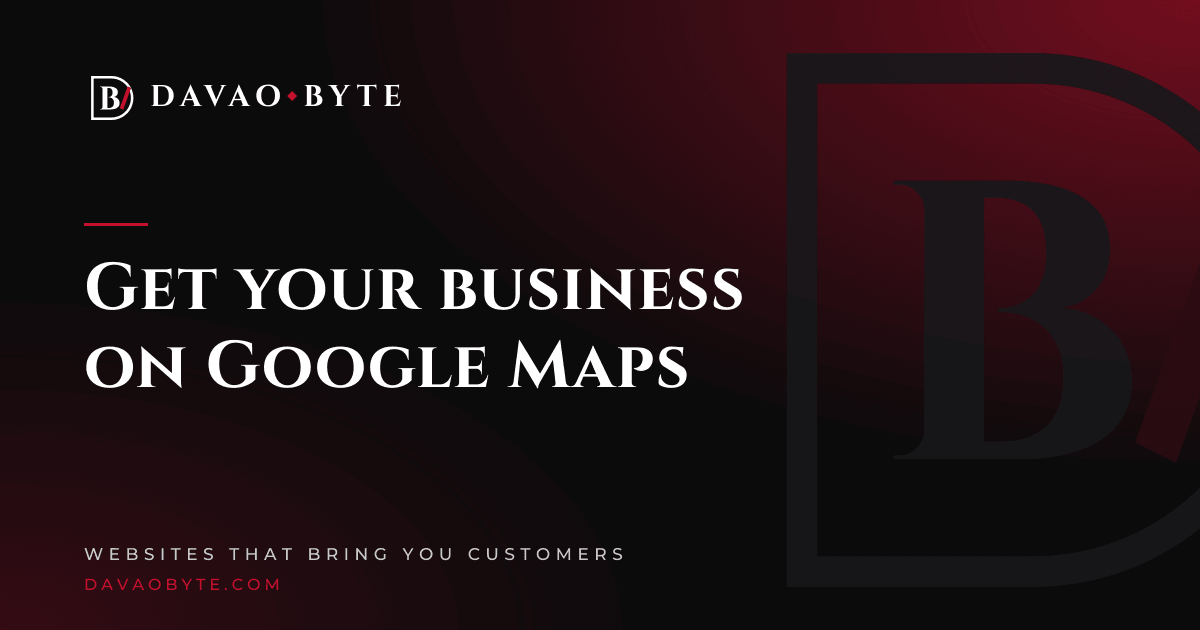 DAVAO BYTE
Get your business
on Google Maps
WEBSITES THAT BRING YOU CUSTOMERS
DAVAOBYTE.COM